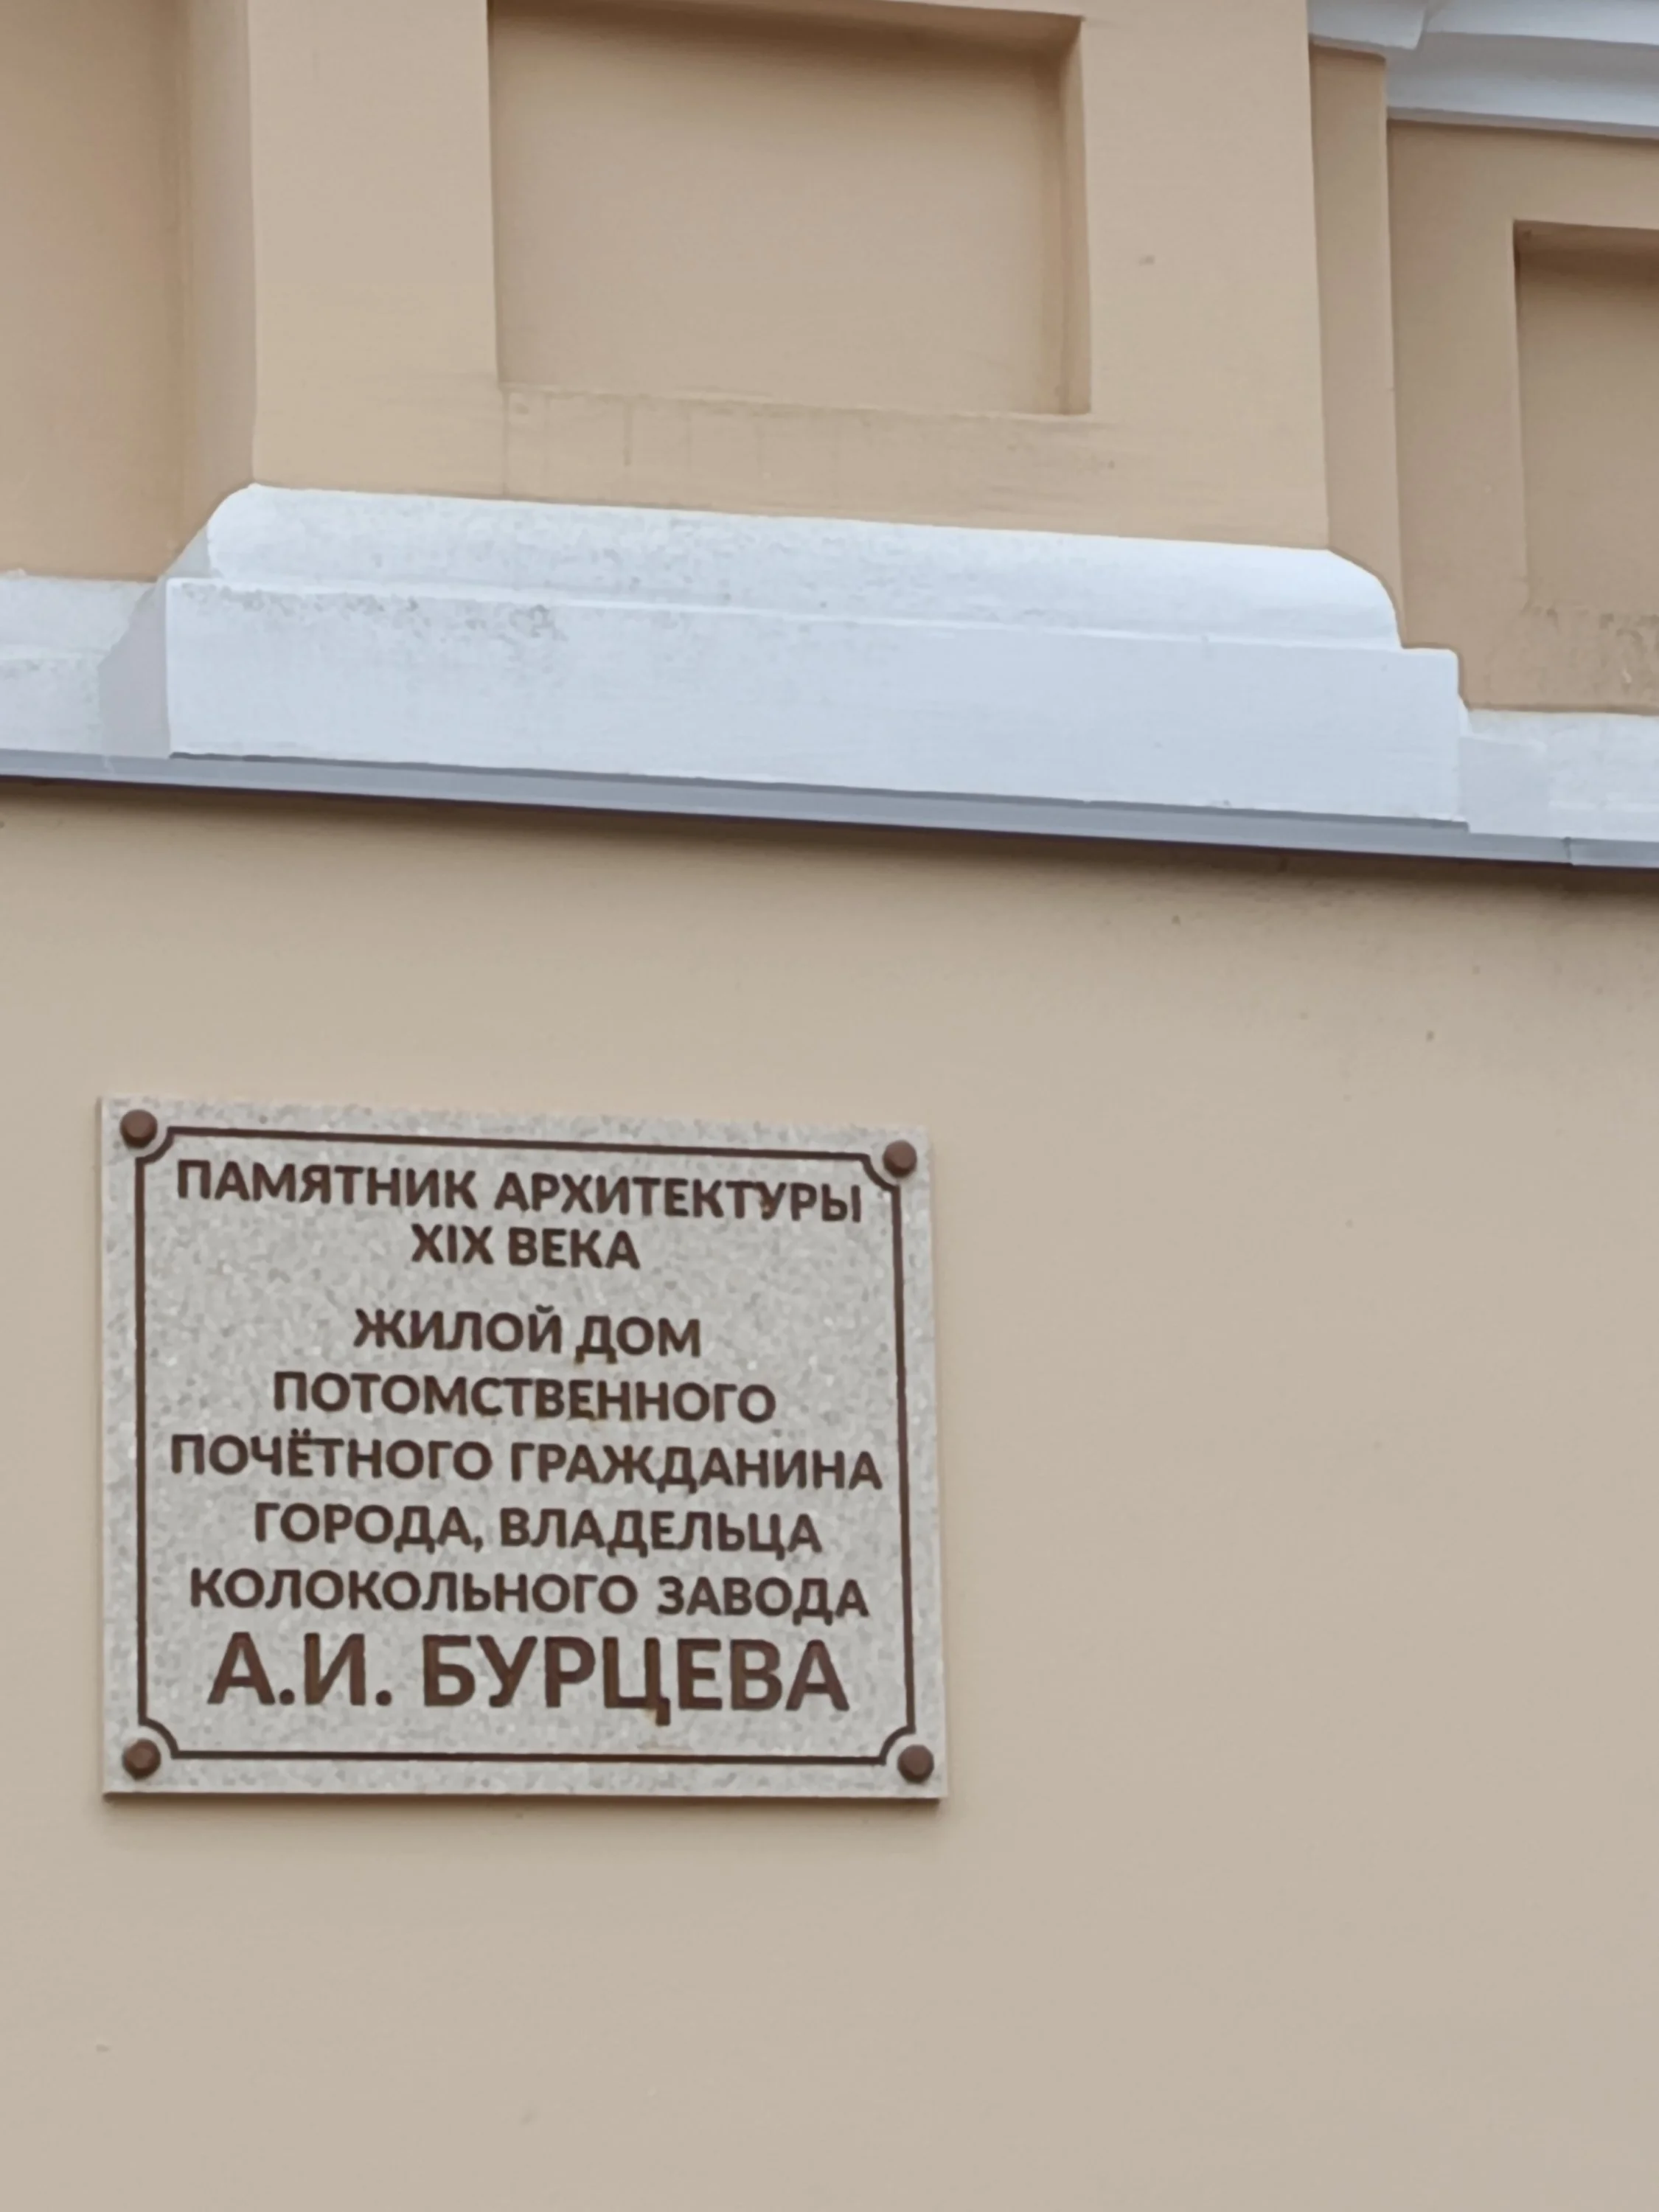 ПАМЯТНИК АРХИТЕКТУРЫ
XIX ВЕКА
ЖИЛОЙ ДОМ
ПОТОМСТВЕННОГО
ПОЧЁТНОГО ГРАЖДАНИНА
ГОРОДА, ВЛАДЕЛЬЦА
КОЛОКОЛЬНОГО ЗАВОДА
А.И. БУРЦЕВА